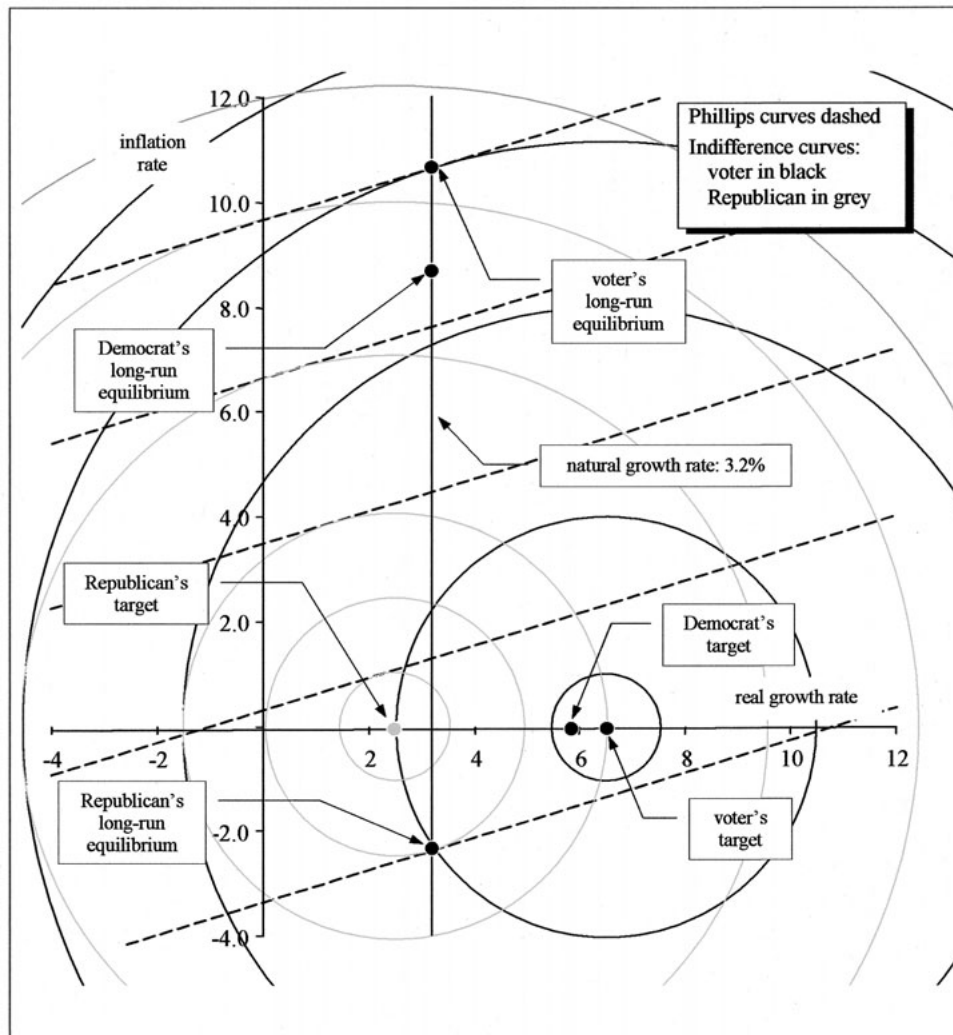 12.0
inflation
rate
Phillips curves dashed
Indifference curves:
voter in black
Republican in grey
10.0
voter's
long-run
equilibrium
8.0
Democrat's
long-run
equilibrium
6.0
natural growth rate: 3.2%
4.0
Republican's
target
2.0
Democrat's
target
real growth rate
-4
-2
2
4
6
8
10
12
Republican's
long-run
equilibrium
-2.0
voter's
target
-4.0